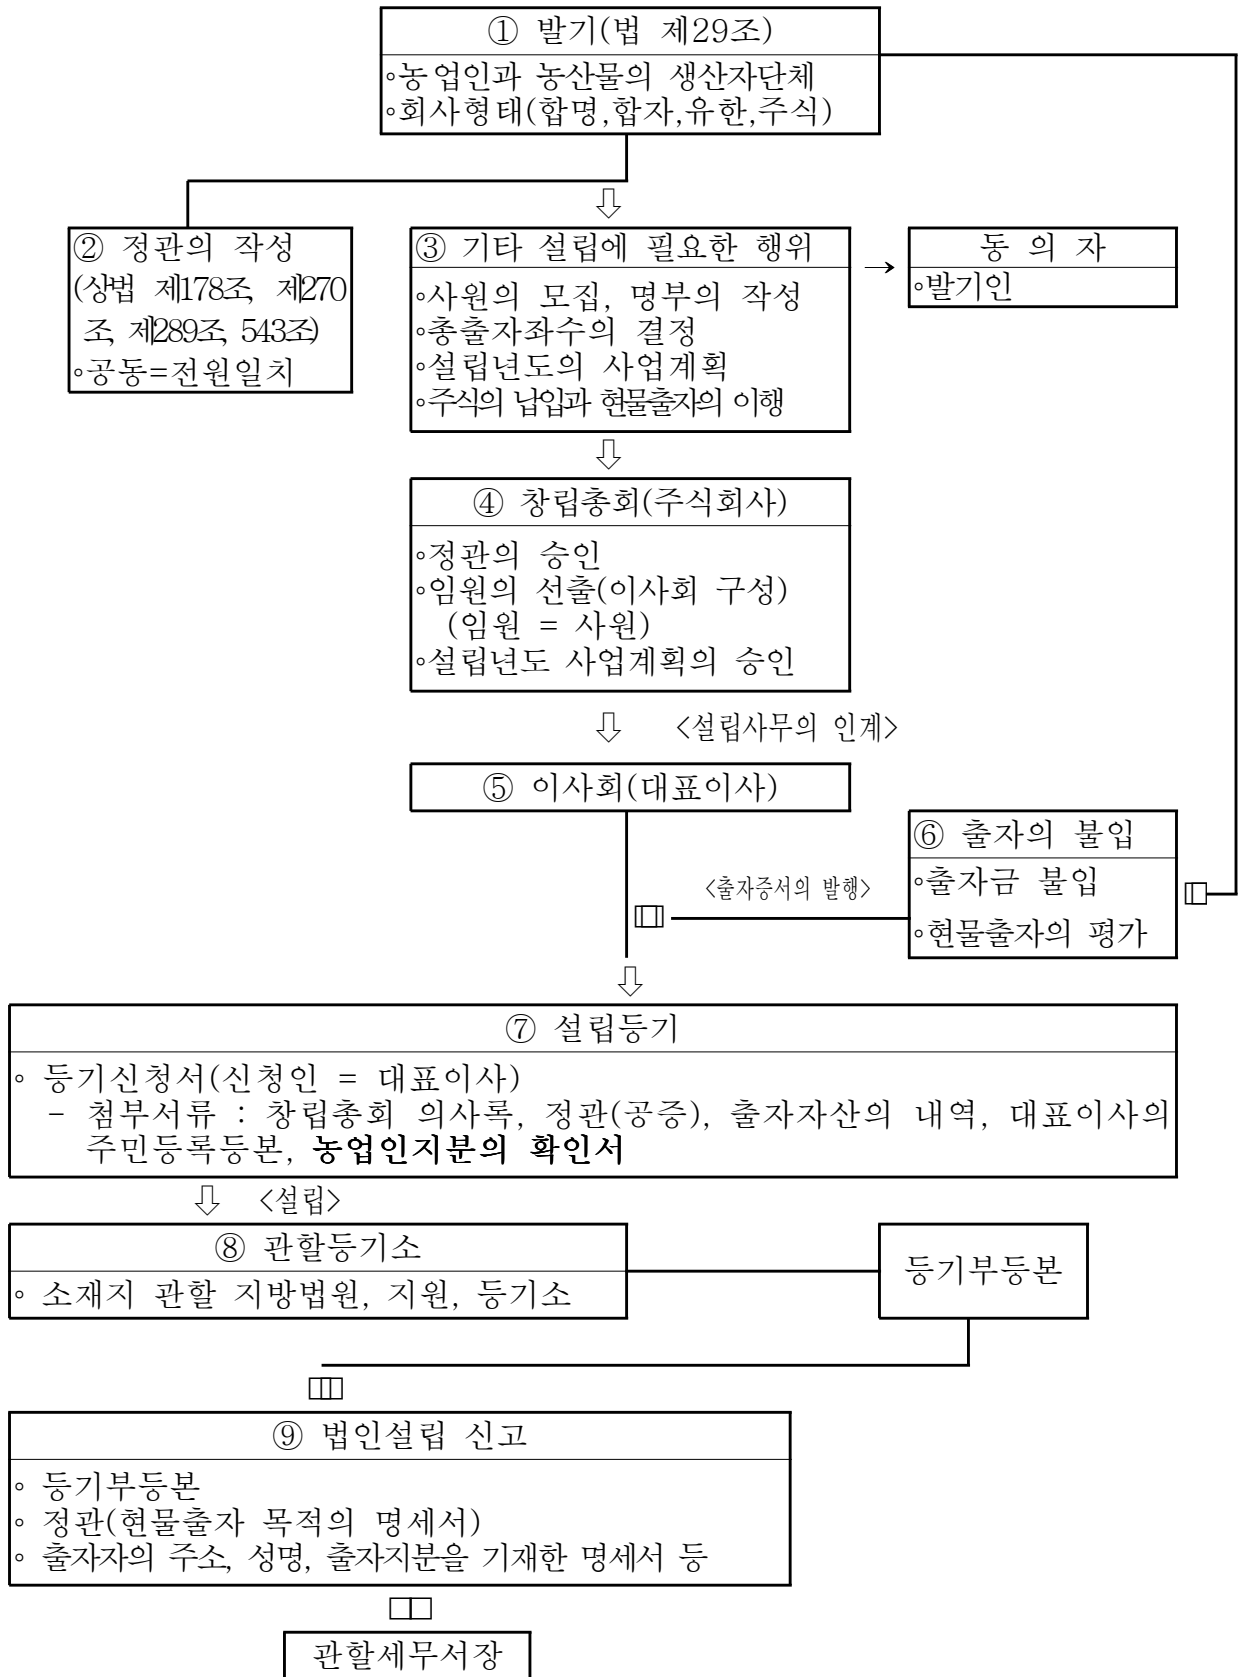 ① 발기(법 제29조)
◦농업인과 농산물의 생산자단체
◦회사형태(합명,합자,유한,주식)
⇩
② 정관의 작성
(상법 제178조, 제270
조, 제289조, 543조)
◦공동=전원일치
③ 기타 설립에 필요한 행위
◦사원의 모집, 명부의 작성
◦총출자좌수의 결정
◦설립년도의 사업계획
◦주식의 납입과 현물출자의 이행
→
동 의 자
◦발기인
⇩
④ 창립총회(주식회사)
◦정관의 승인
◦임원의 선출(이사회 구성)
(임원 = 사원)
◦설립년도 사업계획의 승인
⇩ <설립사무의 인계>
⑤ 이사회(대표이사)
⑥ 출자의 불입
◦출자금 불입
◦현물출자의 평가
<출자증서의 발행>
⇩
⑦ 설립등기
◦ 등기신청서(신청인 = 대표이사)
- 첨부서류 : 창립총회 의사록, 정관(공증), 출자자산의 내역, 대표이사의
주민등록등본, 농업인지분의 확인서
⇩ <설립>
⑧ 관할등기소
◦ 소재지 관할 지방법원, 지원, 등기소
등기부등본
⑨ 법인설립 신고
◦ 등기부등본
◦ 정관(현물출자 목적의 명세서)
◦ 출자자의 주소, 성명, 출자지분을 기재한 명세서 등
관할세무서장